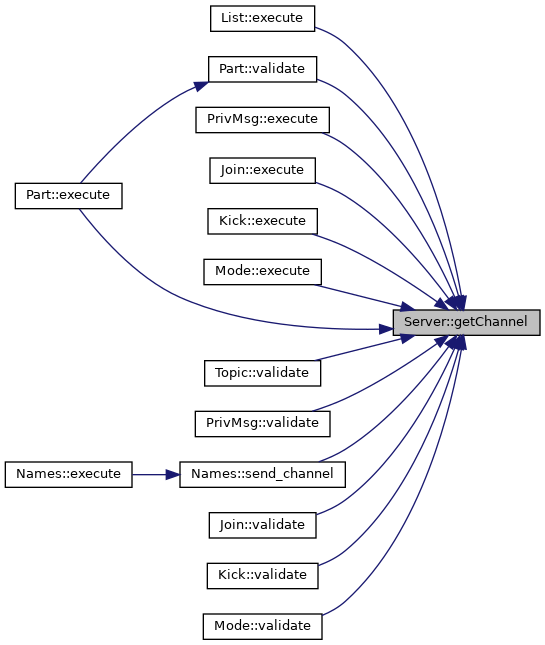 List::execute
Part::validate
PrivMsg::execute
Join::execute
Part::execute
Kick::execute
Mode::execute
Server::getChannel
Topic::validate
PrivMsg::validate
Names::execute
Names::send_channel
Join::validate
Kick::validate
Mode::validate